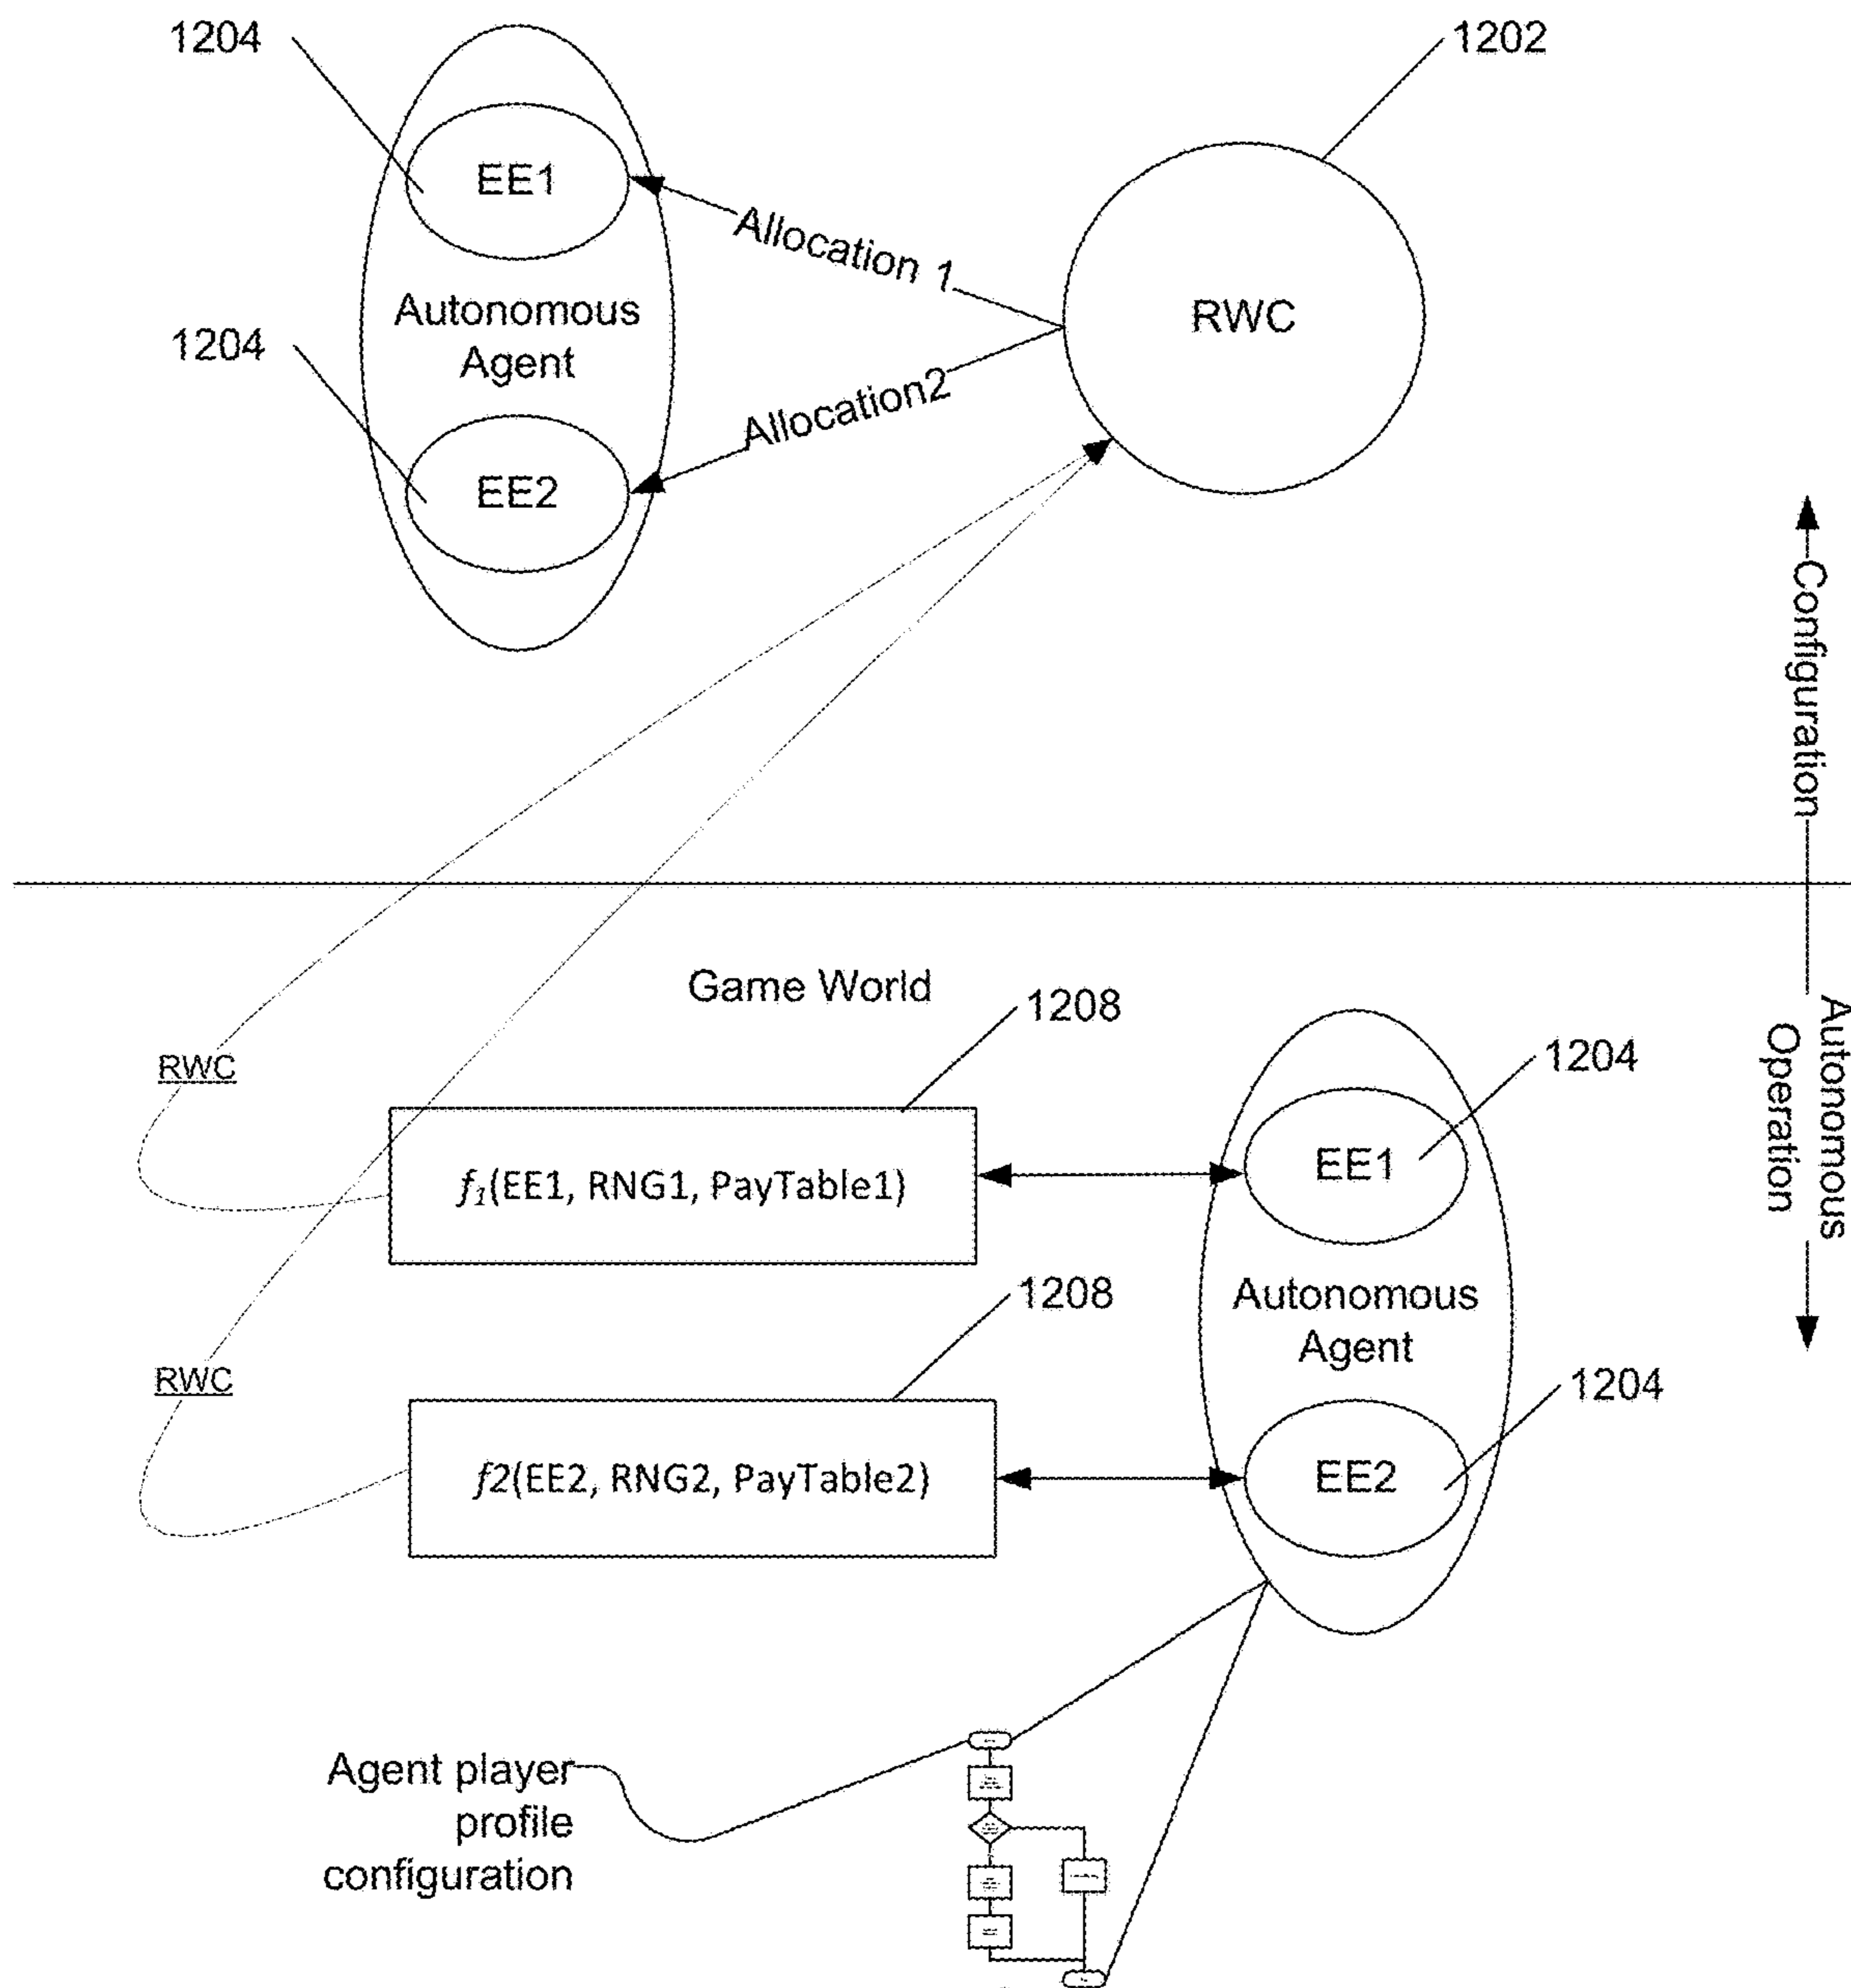 1204
1202
EE1
Allocation 1
RWC
Autonomous
Agent
1204
Allocation2
EE2
Configuration
Game World
1208
Autonomous
Operation
RWC
1204
f1(EE1, RNG1, PayTable1)
EE1
1208
Autonomous
Agent
RWC
1204
f2(EE2, RNG2, PayTable2)
EE2
Agent player
profile
configuration